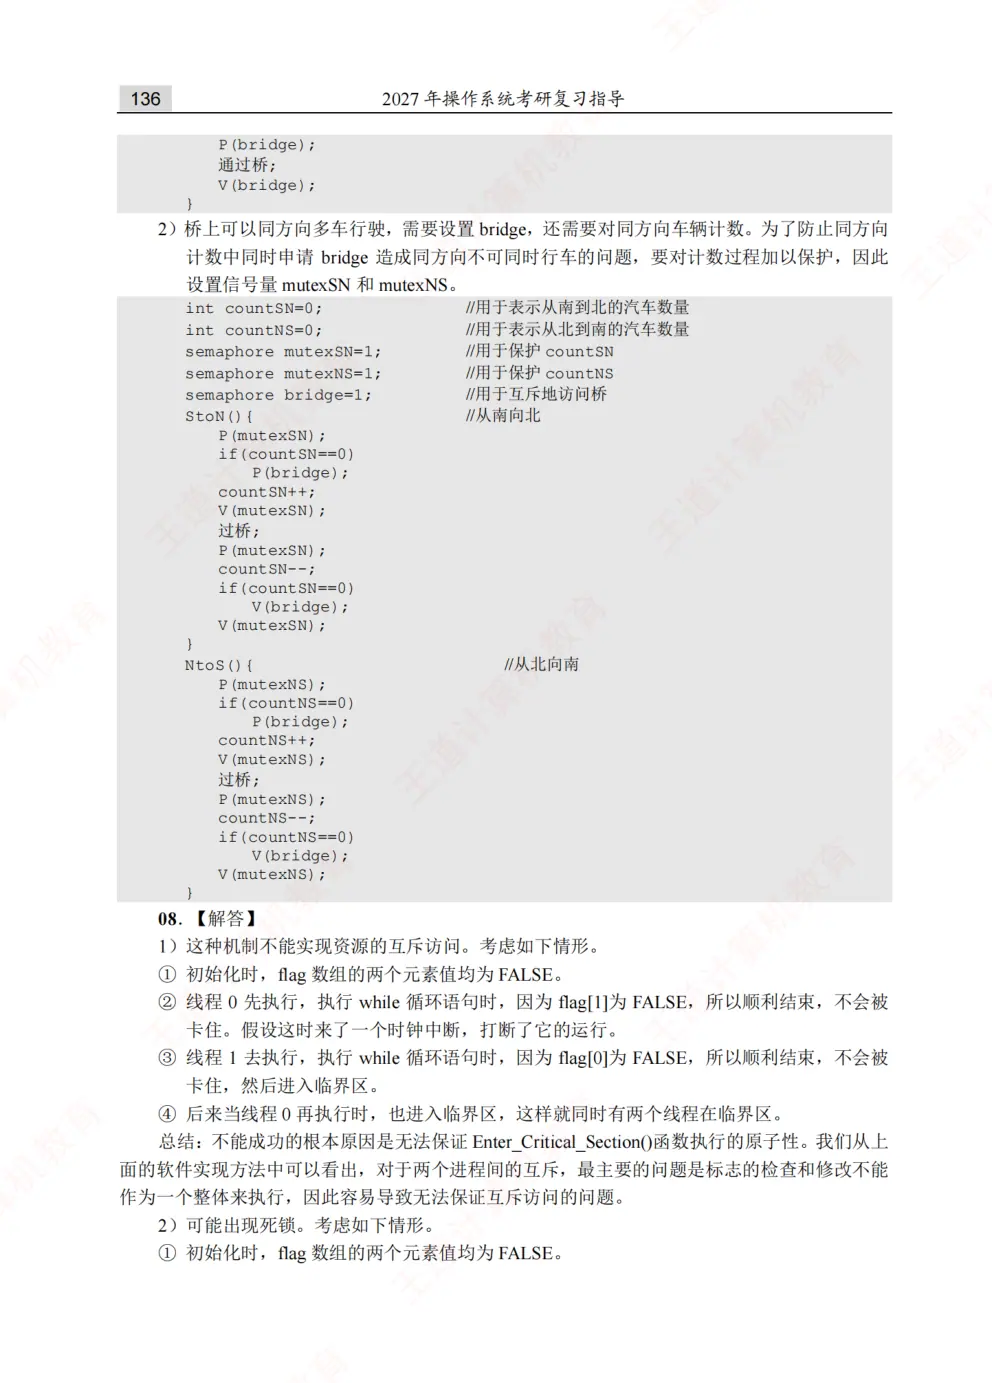 136
2027 年操作系统考研复习指导
P(bridge);
通过桥;
V(bridge);
}
2）桥上可以同方向多车行驶，需要设置 bridge，还需要对同方向车辆计数。为了防止同方向
计数中同时申请 bridge 造成同方向不可同时行车的问题，要对计数过程加以保护，因此
设置信号量 mutexSN 和 mutexNS。
int countSN=0; //用于表示从南到北的汽车数量
int countNS=0; //用于表示从北到南的汽车数量
semaphore mutexSN=1; //用于保护 countSN
semaphore mutexNS=1; //用于保护 countNS
semaphore bridge=1; //用于互斥地访问桥
StoN(){ //从南向北
P(mutexSN);
if(countSN==0)
P(bridge);
countSN++;
V(mutexSN);
过桥;
P(mutexSN);
countSN--;
if(countSN==0)
V(bridge);
V(mutexSN);
}
NtoS(){ //从北向南
P(mutexNS);
if(countNS==0)
P(bridge);
countNS++;
V(mutexNS);
过桥;
P(mutexNS);
countNS--;
if(countNS==0)
V(bridge);
V(mutexNS);
}
08.【解答】
1）这种机制不能实现资源的互斥访问。考虑如下情形。
① 初始化时，flag 数组的两个元素值均为 FALSE。
② 线程 0 先执行，执行 while 循环语句时，因为 flag[1]为 FALSE，所以顺利结束，不会被
卡住。假设这时来了一个时钟中断，打断了它的运行。
③ 线程 1 去执行，执行 while 循环语句时，因为 flag[0]为 FALSE，所以顺利结束，不会被
卡住，然后进入临界区。
④ 后来当线程 0 再执行时，也进入临界区，这样就同时有两个线程在临界区。
总结：不能成功的根本原因是无法保证 Enter_Critical_Section()函数执行的原子性。我们从上
面的软件实现方法中可以看出，对于两个进程间的互斥，最主要的问题是标志的检查和修改不能
作为一个整体来执行，因此容易导致无法保证互斥访问的问题。
2）可能出现死锁。考虑如下情形。
① 初始化时，flag 数组的两个元素值均为 FALSE。
王道计算机教育